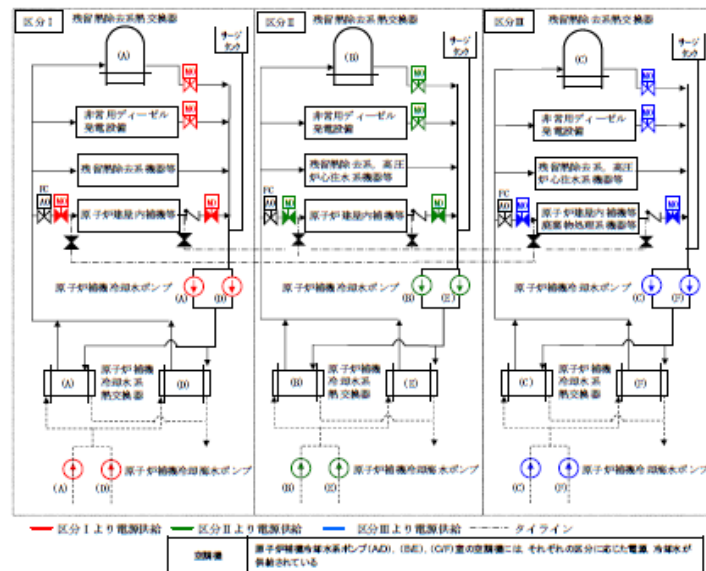 区分Ⅰ
残留熱除去系熱交換器
サージ
タンク
(A)
MO
非常用ディーゼル
発電設備
MO
残留熱除去系機器等
FC
AO
MO
原子炉建屋内補機等
MO
原子炉補機冷却水ポンプ
(A)
(D)
(A)
原子炉補機
冷却水系
熱交換器
(D)
原子炉補機冷却海水ポンプ
(A)
(D)
区分Ⅱ
残留熱除去系熱交換器
サージ
タンク
(B)
MO
非常用ディーゼル
発電設備
MO
残留熱除去系、高圧
炉心注水系機器等
FC
AO
MO
原子炉建屋内補機等
MO
原子炉補機冷却水ポンプ
(B)
(E)
(B)
原子炉補機
冷却水系
熱交換器
(E)
原子炉補機冷却海水ポンプ
(B)
(E)
区分Ⅲ
残留熱除去系熱交換器
サージ
タンク
(C)
MO
非常用ディーゼル
発電設備
MO
残留熱除去系、高圧
炉心注水系機器等
FC
AO
MO
原子炉建屋内補機等
廃棄物処理系機器等
MO
原子炉補機冷却水ポンプ
(C)
(F)
(C)
原子炉補機
冷却水系
熱交換器
(F)
原子炉補機冷却海水ポンプ
(C)
(F)
区分Ⅰより電源供給
区分Ⅱより電源供給
区分Ⅲより電源供給
タイライン
空調機
原子炉補機冷却水系ポンプ(A/D)、(B/E)、(C/F)室の空調機には、それぞれの区分に応じた電源、冷却水が
供給されている